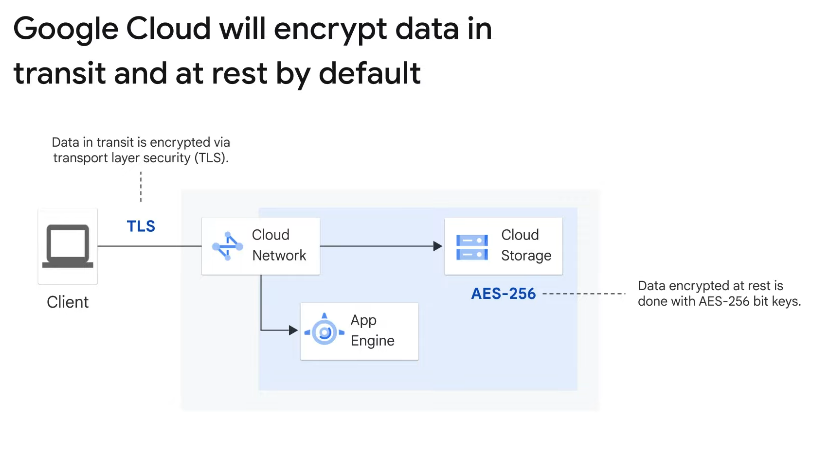 Google Cloud will encrypt data in
transit and at rest by default
Data in transit is encrypted via
transport layer security (TLS).
TLS
Client
Cloud
Network
Cloud
Storage
AES-256
Data encrypted at rest is
done with AES-256 bit keys.
App
Engine